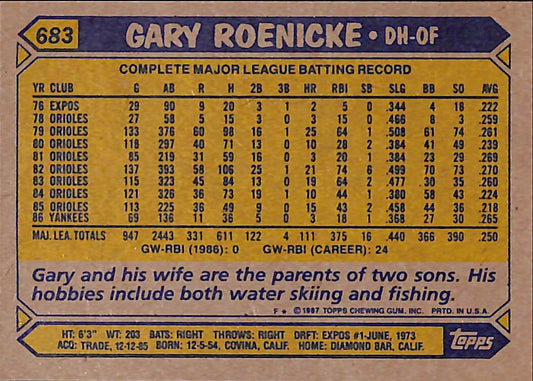 683 GARY ROENICKE • DH-OF
COMPLETE MAJOR LEAGUE BATTING RECORD
YR CLUB G AB R H 2B 3B HR RBI SB SLG BB SO AVG
76 EXPOS 29 90 9 20 3 1 2 5 0 .344 4 18 .222
78 ORIOLES 27 58 5 15 3 0 3 15 0 .466 8 3 .259
79 ORIOLES 133 376 60 98 16 1 25 64 1 .508 61 74 .261
80 ORIOLES 118 297 40 71 13 0 10 28 2 .384 41 49 .239
81 ORIOLES 85 219 31 59 16 0 3 20 1 .384 23 29 .269
82 ORIOLES 137 393 58 106 25 1 21 74 6 .499 70 73 .270
83 ORIOLES 115 323 45 84 13 0 19 64 2 .477 30 35 .260
84 ORIOLES 121 326 36 73 19 1 10 44 1 .380 58 43 .224
85 ORIOLES 113 225 36 49 9 0 15 43 2 .458 44 36 .218
86 YANKEES 69 136 11 36 5 0 3 18 1 .368 27 30 .265
MAJ. LEA. TOTALS 947 2443 331 611 122 4 111 375 16 .440 366 390 .250
GW-RBI (1986): 0 GW-RBI (CAREER): 24
Gary and his wife are the parents of two sons. His
hobbies include both water skiing and fishing.
F * © 1987 TOPPS CHEWING GUM, INC. PRTD. IN U.S.A.
HT: 6'3" WT: 203 BATS: RIGHT THROWS: RIGHT DRFT: EXPOS #1-JUNE, 1973
ACQ: TRADE, 12-12-85 BORN: 12-5-54, COVINA, CALIF. HOME: DIAMOND BAR, CALIF.
TOPPS